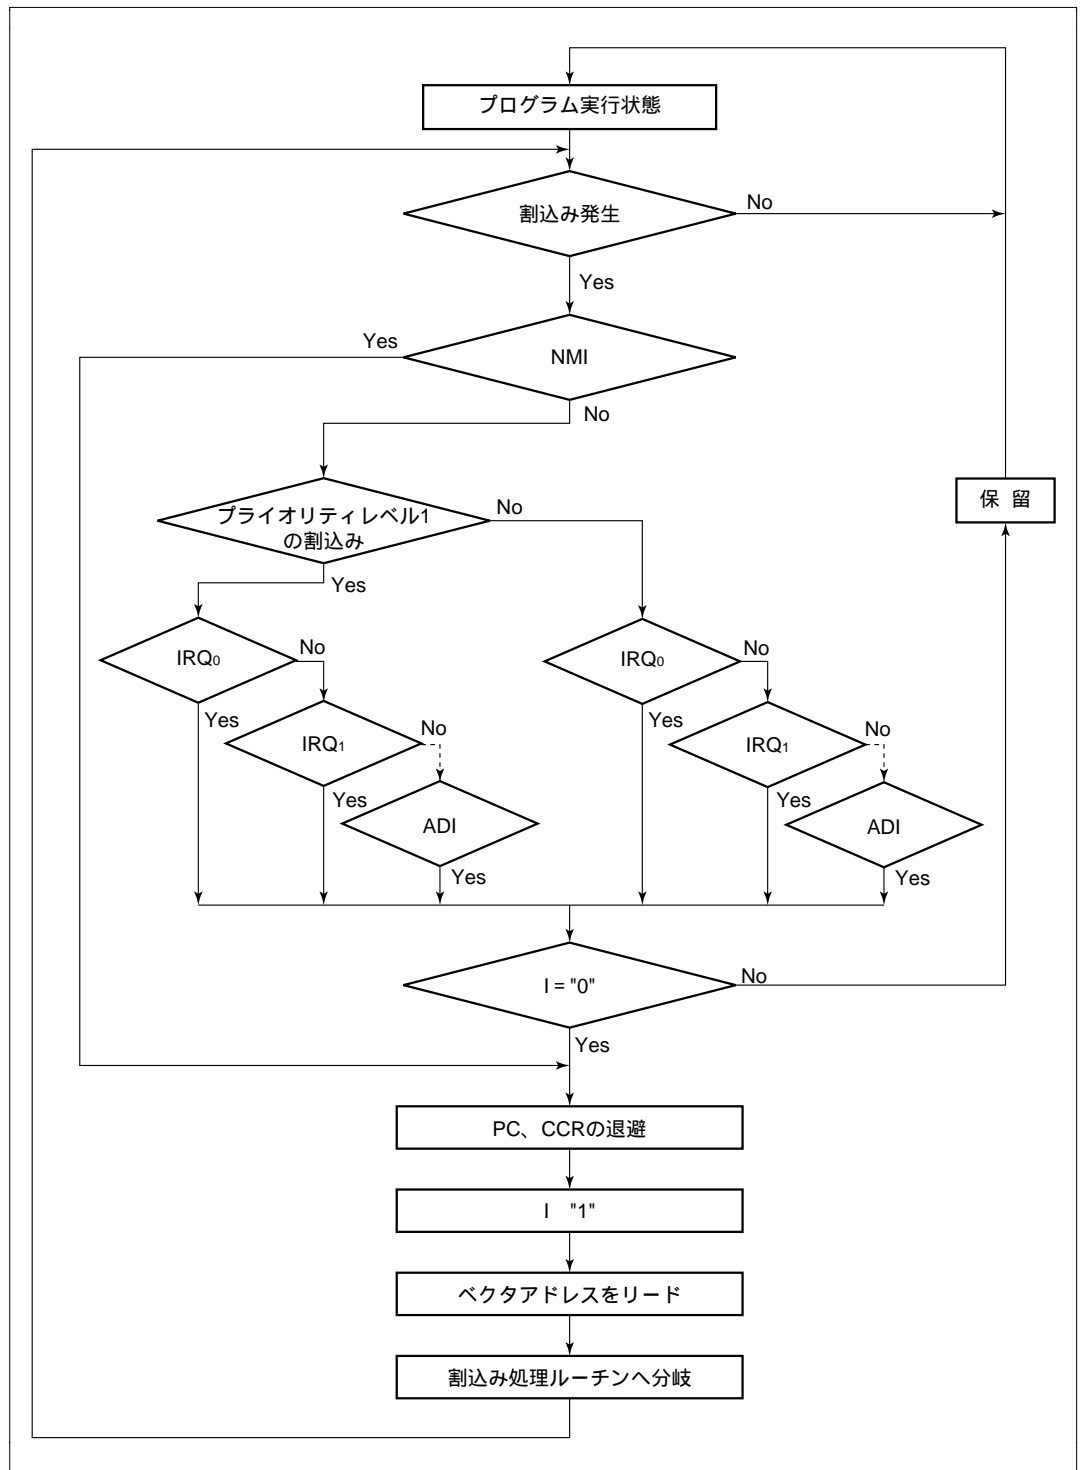 プログラム実行状態
割込み発生
No
Yes
Yes
NMI
No
プライオリティレベル1
の割込み
No
Yes
保 留
IRQ0
No
Yes
IRQ1
No
Yes
ADI
Yes
IRQ0
No
Yes
IRQ1
No
Yes
ADI
Yes
I = "0"
No
Yes
PC、CCRの退避
I "1"
ベクタアドレスをリード
割込み処理ルーチンへ分岐